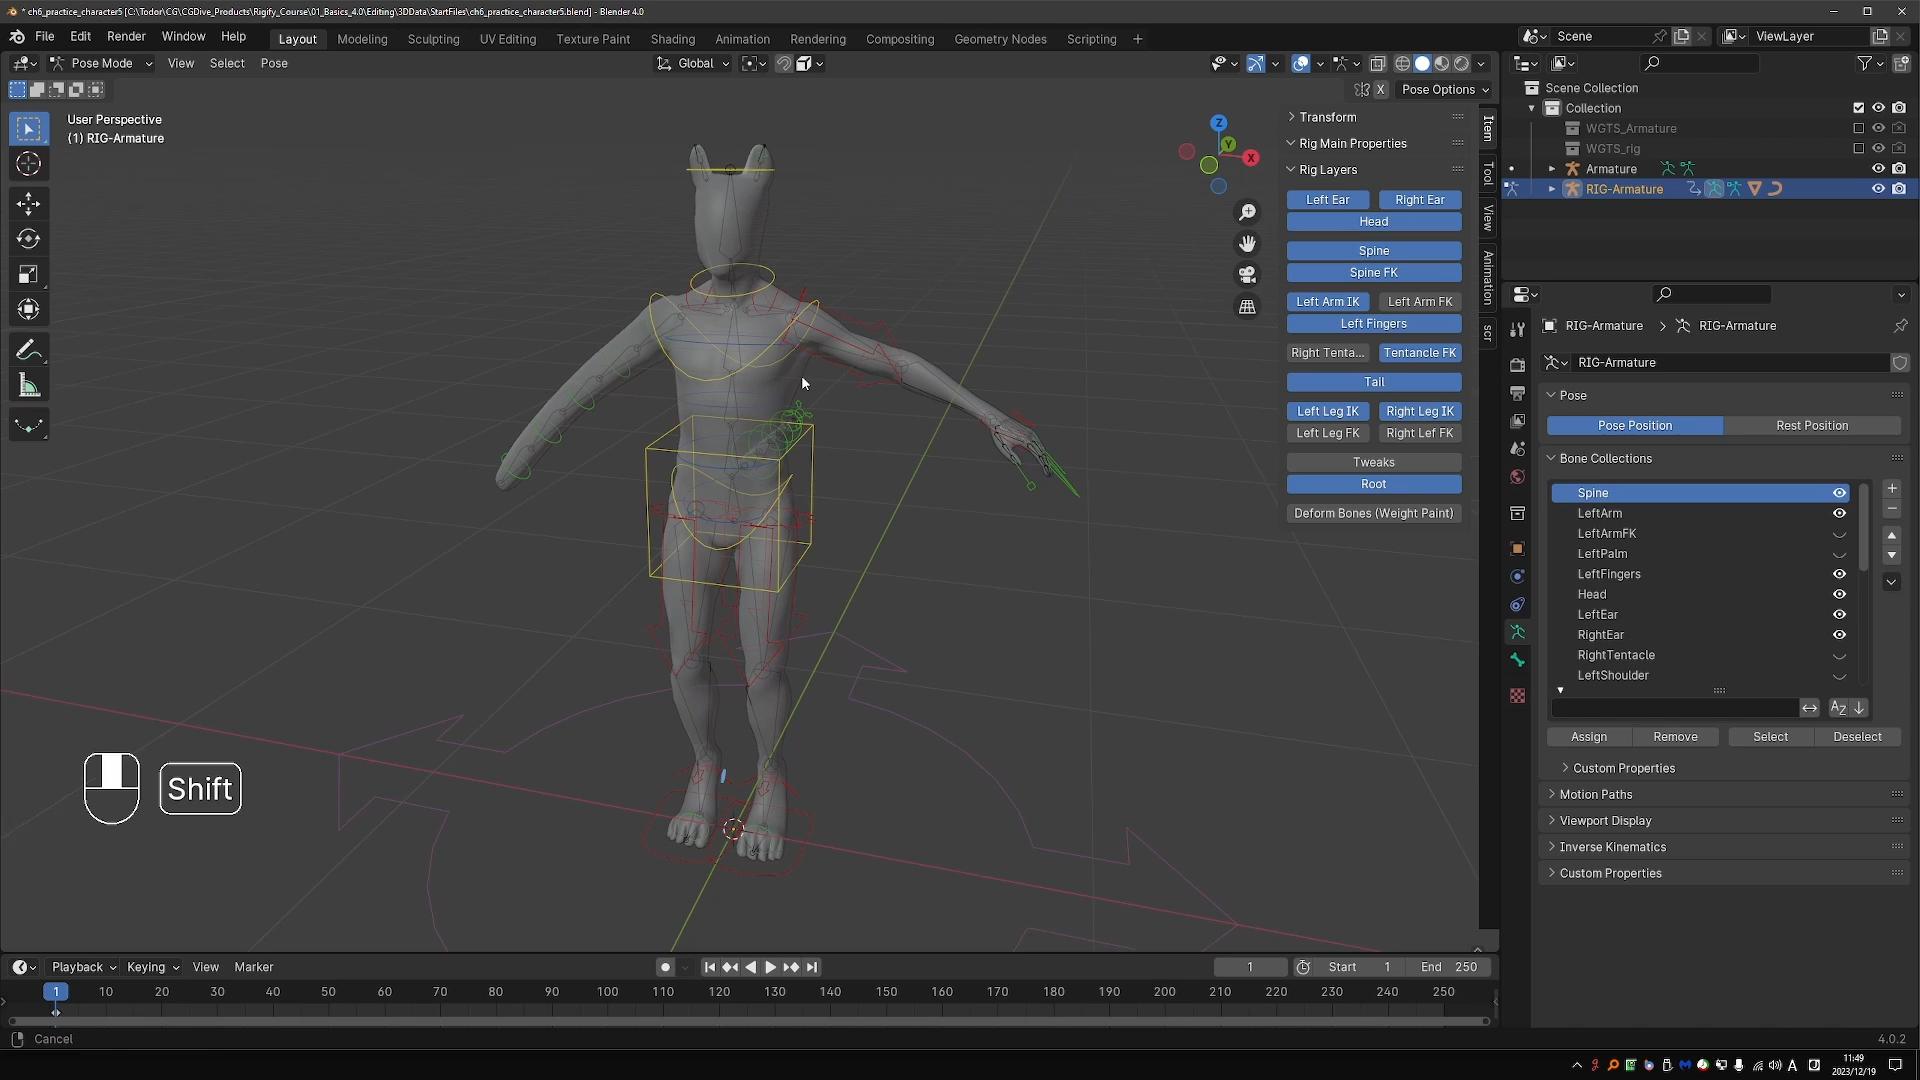 * ch6_practice_character5 [C:\Todor\CG\CGDive_Products\Rigify_Course\01_Basics_4.0\Editing\3DData\StartFiles\ch6_practice_character5.blend] - Blender 4.0
File Edit Render Window Help Layout Modeling Sculpting UV Editing Texture Paint Shading Animation Rendering Compositing Geometry Nodes Scripting +
Scene ViewLayer
Pose Mode View Select Pose Global
X Pose Options
User Perspective
(1) RIG-Armature
Z
Y
X
Item
Tool
View
Animation
scr
Transform
Rig Main Properties
Rig Layers
Left Ear Right Ear
Head
Spine
Spine FK
Left Arm IK Left Arm FK
Left Fingers
Right Tenta... Tentancle FK
Tail
Left Leg IK Right Leg IK
Left Leg FK Right Lef FK
Tweaks
Root
Deform Bones (Weight Paint)
Scene Collection
Collection
WGTS_Armature
WGTS_rig
Armature
RIG-Armature
RIG-Armature > RIG-Armature
RIG-Armature
Pose
Pose Position Rest Position
Bone Collections
Spine
LeftArm
LeftArmFK
LeftPalm
LeftFingers
Head
LeftEar
RightEar
RightTentacle
LeftShoulder
Assign Remove Select Deselect
Custom Properties
Motion Paths
Viewport Display
Inverse Kinematics
Custom Properties
Shift
Playback Keying View Marker
1 Start 1 End 250
1 10 20 30 40 50 60 70 80 90 100 110 120 130 140 150 160 170 180 190 200 210 220 230 240 250
Cancel
4.0.2
A
11:49
2023/12/19